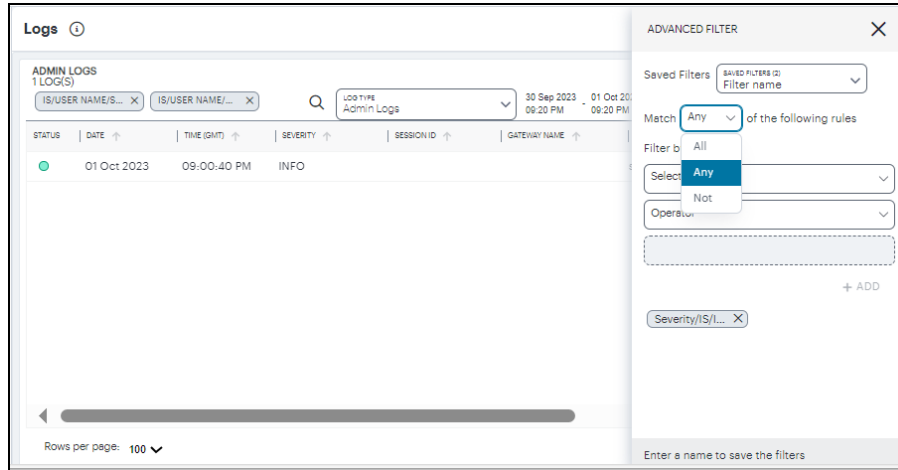 Logs
ADMIN LOGS
1 LOG(S)
IS/USER NAME/S... X
IS/USER NAME/... X
LOG TYPE
Admin Logs
30 Sep 2023
09:20 PM
-
01 Oct 20
09:20 PM
STATUS DATE TIME (GMT) SEVERITY SESSION ID GATEWAY NAME
01 Oct 2023 09:00:40 PM INFO
Rows per page: 100
ADVANCED FILTER
Saved Filters
SAVED FILTERS (2)
Filter name
Match Any of the following rules
Filter b
All
Any
Not
Select
Operator
+ ADD
Severity/IS/I... X
Enter a name to save the filters